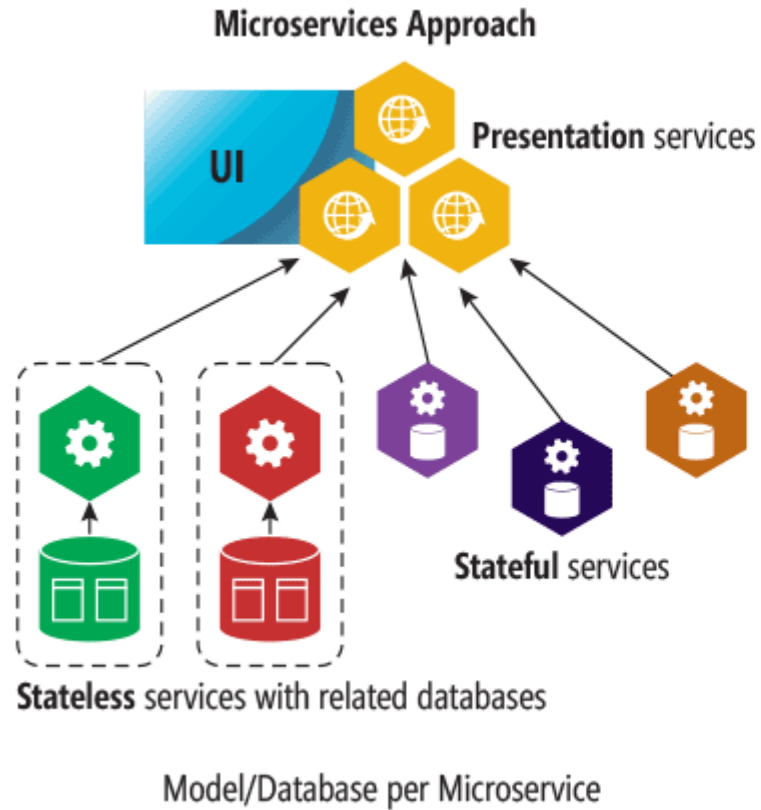 Microservices Approach
UI
Presentation services
Stateful services
Stateless services with related databases
Model/Database per Microservice